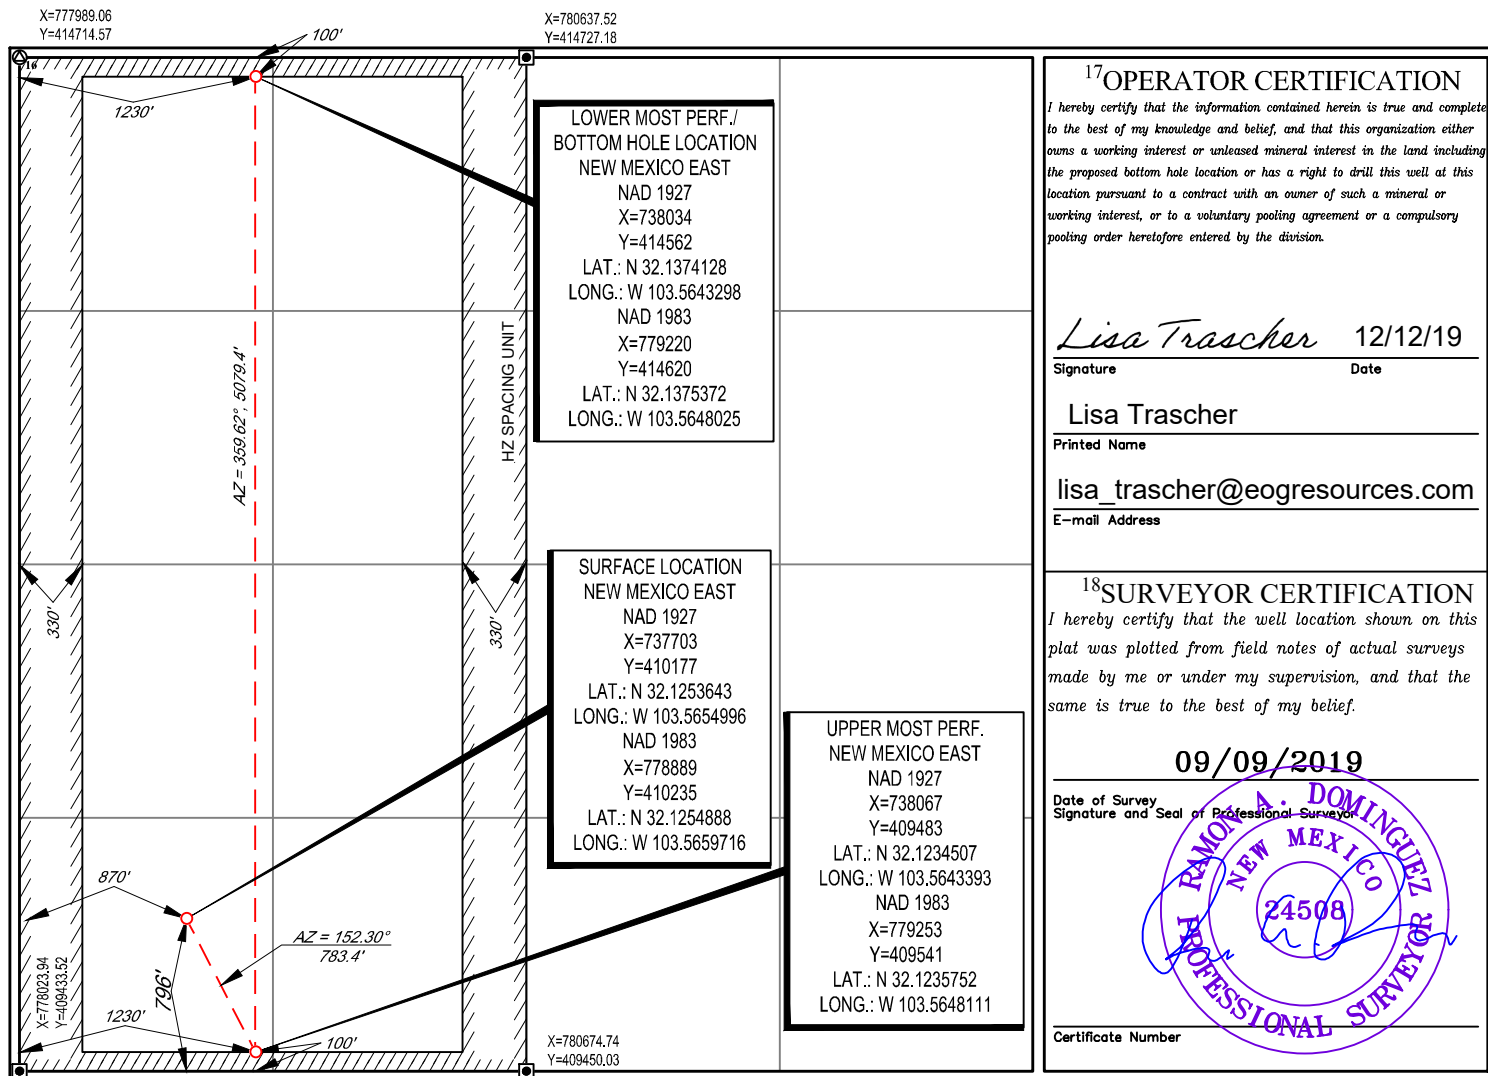 X=777989.06
Y=414714.57
X=780637.52
Y=414727.18
16
100'
1230'
LOWER MOST PERF./
BOTTOM HOLE LOCATION
NEW MEXICO EAST
NAD 1927
X=738034
Y=414562
LAT.: N 32.1374128
LONG.: W 103.5643298
NAD 1983
X=779220
Y=414620
LAT.: N 32.1375372
LONG.: W 103.5648025
AZ = 359.62°, 5079.4'
HZ SPACING UNIT
330'
330'
SURFACE LOCATION
NEW MEXICO EAST
NAD 1927
X=737703
Y=410177
LAT.: N 32.1253643
LONG.: W 103.5654996
NAD 1983
X=778889
Y=410235
LAT.: N 32.1254888
LONG.: W 103.5659716
UPPER MOST PERF.
NEW MEXICO EAST
NAD 1927
X=738067
Y=409483
LAT.: N 32.1234507
LONG.: W 103.5643393
NAD 1983
X=779253
Y=409541
LAT.: N 32.1235752
LONG.: W 103.5648111
870'
AZ = 152.30°
783.4'
796'
X=778023.94
Y=409433.52
1230'
100'
X=780674.74
Y=409450.03
17 OPERATOR CERTIFICATION
I hereby certify that the information contained herein is true and complete
to the best of my knowledge and belief, and that this organization either
owns a working interest or unleased mineral interest in the land including
the proposed bottom hole location or has a right to drill this well at this
location pursuant to a contract with an owner of such a mineral or
working interest, or to a voluntary pooling agreement or a compulsory
pooling order heretofore entered by the division.
Lisa Trascher 12/12/19
Signature Date
Lisa Trascher
Printed Name
lisa_trascher@eogresources.com
E-mail Address
18 SURVEYOR CERTIFICATION
I hereby certify that the well location shown on this
plat was plotted from field notes of actual surveys
made by me or under my supervision, and that the
same is true to the best of my belief.
09/09/2019
Date of Survey
Signature and Seal of Professional Surveyor
RAMON A. DOMINGUEZ
NEW MEXICO
24508
PROFESSIONAL SURVEYOR
Certificate Number